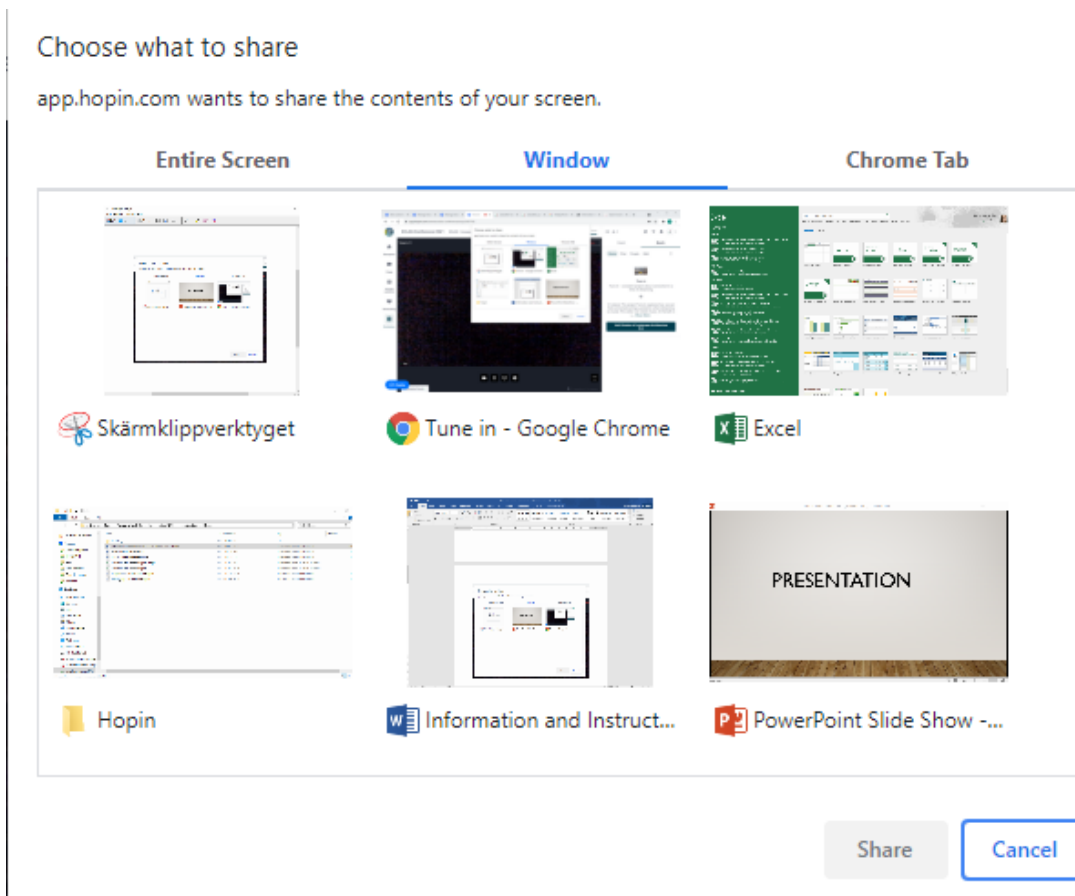 Choose what to share
app.hopin.com wants to share the contents of your screen.
Entire Screen
Window
Chrome Tab
Skärmklippverktyget
Tune in - Google Chrome
Excel
PRESENTATION
Hopin
Information and Instruct...
PowerPoint Slide Show -...
Share
Cancel